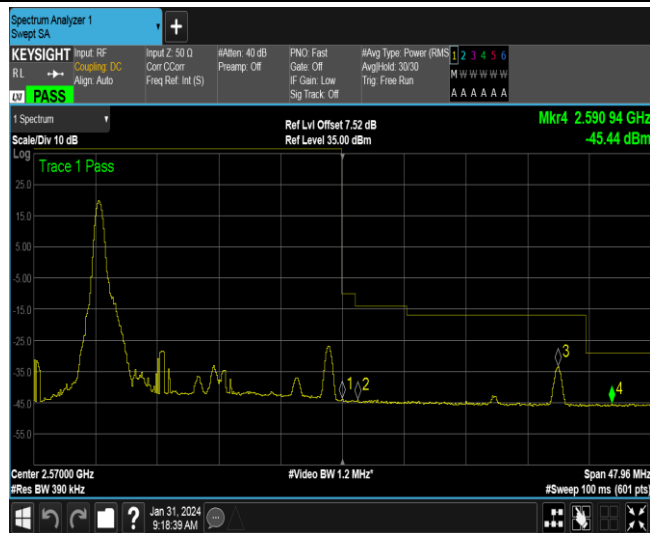 Spectrum Analyzer 1
Swept SA
+
KEYSIGHT
RL
LXI PASS
Input: RF
Coupling: DC
Align: Auto
Input Z: 50 Ω
Corr CCorr
Freq Ref: Int (S)
#Atten: 40 dB
Preamp: Off
PNO: Fast
Gate: Off
IF Gain: Low
Sig Track: Off
#Avg Type: Power (RMS
Avg|Hold: 30/30
Trig: Free Run
1 2 3 4 5 6
M W W W W W
A A A A A A
1 Spectrum
Scale/Div 10 dB
Log
Ref Lvl Offset 7.52 dB
Ref Level 35.00 dBm
Mkr4 2.590 94 GHz
-45.44 dBm
Trace 1 Pass
25.0
15.0
5.00
-5.00
-15.0
-25.0
-35.0
-45.0
-55.0
1
2
3
4
Center 2.57000 GHz
#Res BW 390 kHz
#Video BW 1.2 MHz*
Span 47.96 MHz
#Sweep 100 ms (601 pts)
?
Jan 31, 2024
9:18:39 AM